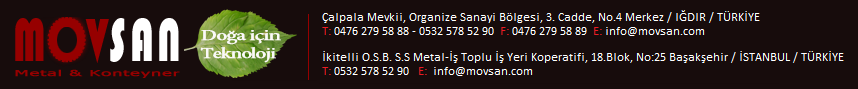 MOVSAN
Metal & Konteyner
Doğa için
Teknoloji
Çalpala Mevkii, Organize Sanayi Bölgesi, 3. Cadde, No.4 Merkez / IĞDIR / TÜRKİYE
T: 0476 279 58 88 - 0532 578 52 90 F: 0476 279 58 89 E: info@movsan.com
İkitelli O.S.B. S.S Metal-İş Toplu İş Yeri Koperatifi, 18.Blok, No:25 Başakşehir / İSTANBUL / TÜRKİYE
T: 0532 578 52 90 E: info@movsan.com